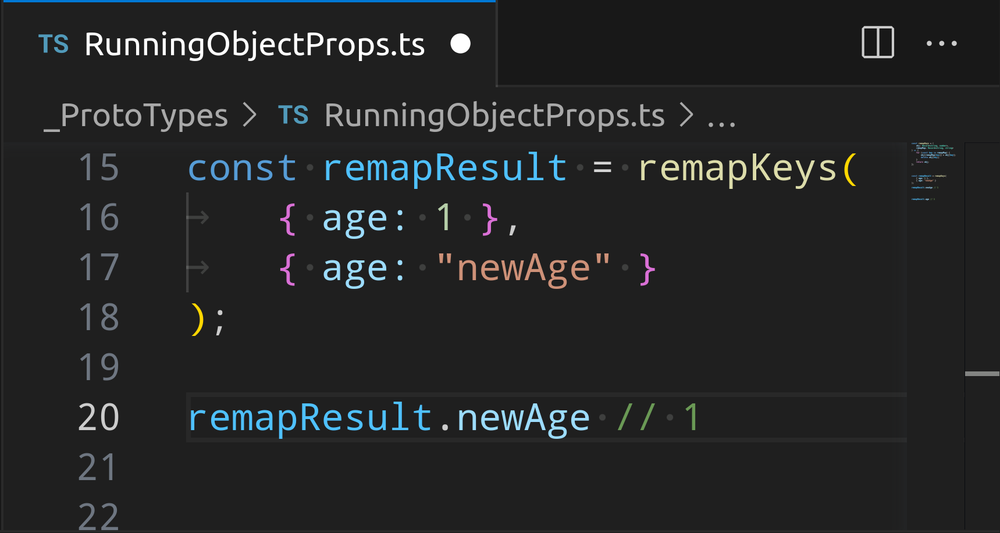 TS RunningObjectProps.ts
_ProtoTypes > TS RunningObjectProps.ts > ...
15 const remapResult = remapKeys(
16 { age: 1 },
17 { age: "newAge" }
18 );
19
20 remapResult.newAge // 1
21
22